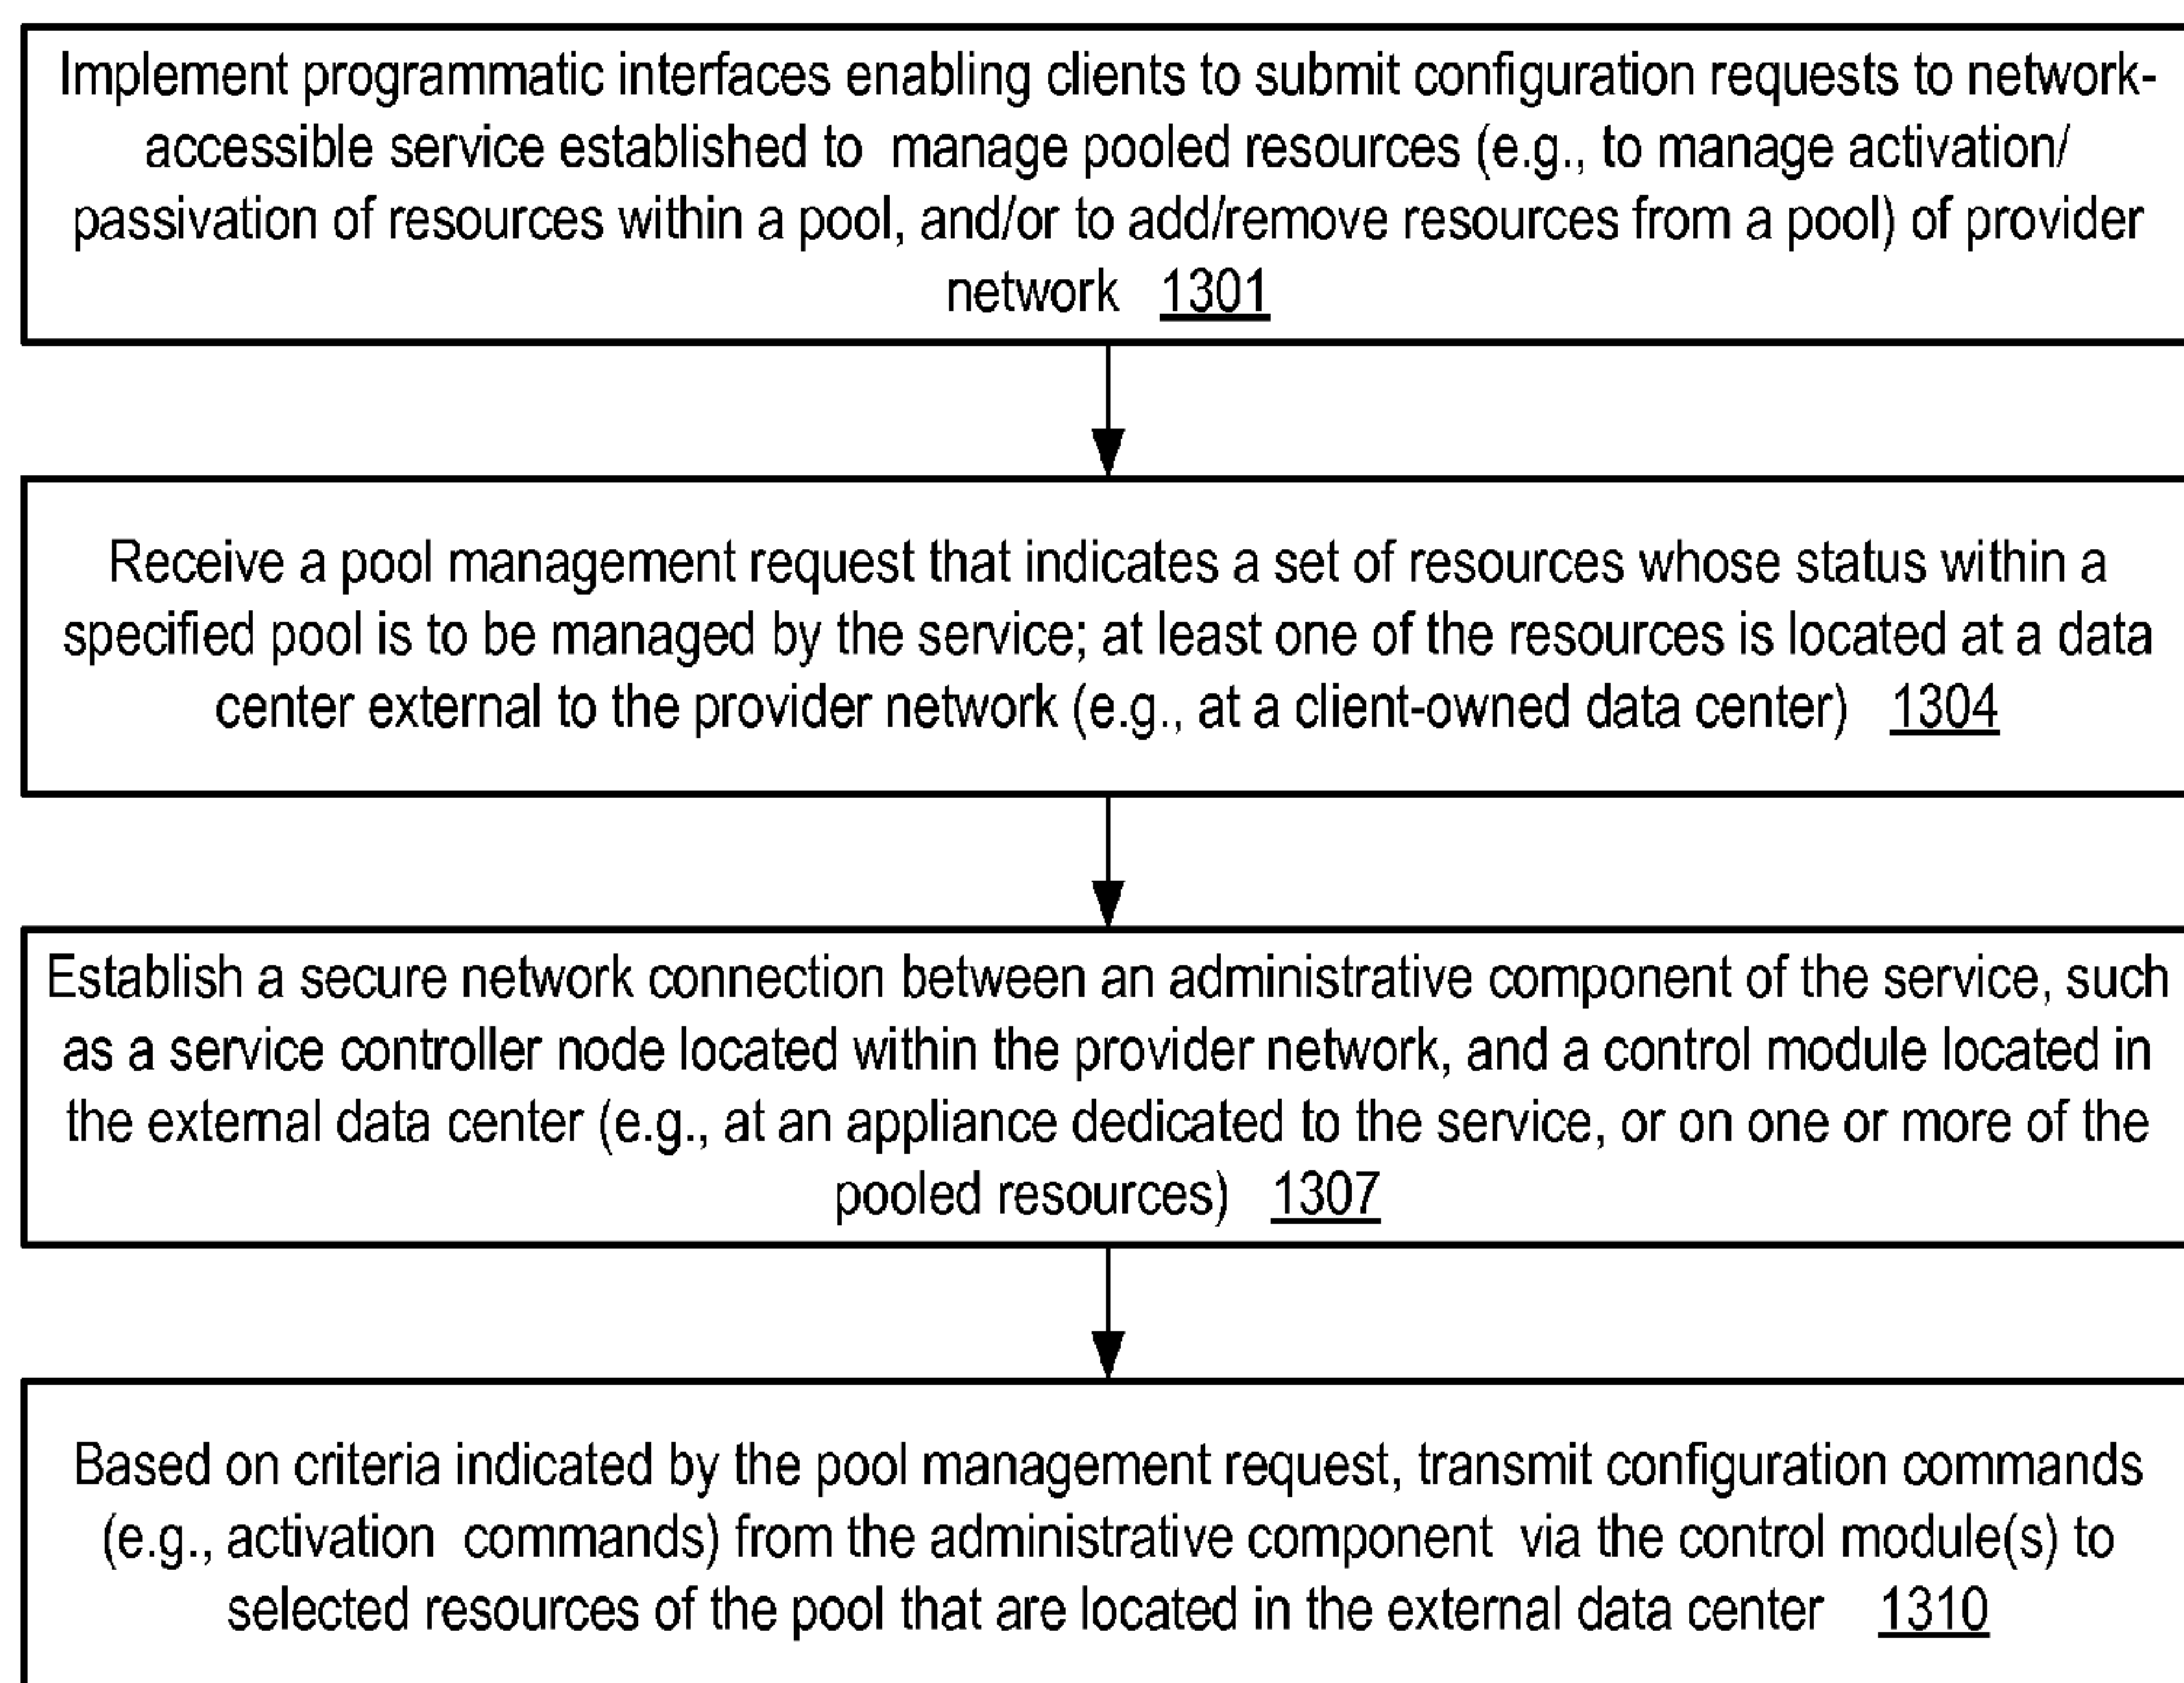 Implement programmatic interfaces enabling clients to submit configuration requests to network-
accessible service established to manage pooled resources (e.g., to manage activation/
passivation of resources within a pool, and/or to add/remove resources from a pool) of provider
network 1301
Receive a pool management request that indicates a set of resources whose status within a
specified pool is to be managed by the service; at least one of the resources is located at a data
center external to the provider network (e.g., at a client-owned data center) 1304
Establish a secure network connection between an administrative component of the service, such
as a service controller node located within the provider network, and a control module located in
the external data center (e.g., at an appliance dedicated to the service, or on one or more of the
pooled resources) 1307
Based on criteria indicated by the pool management request, transmit configuration commands
(e.g., activation commands) from the administrative component via the control module(s) to
selected resources of the pool that are located in the external data center 1310